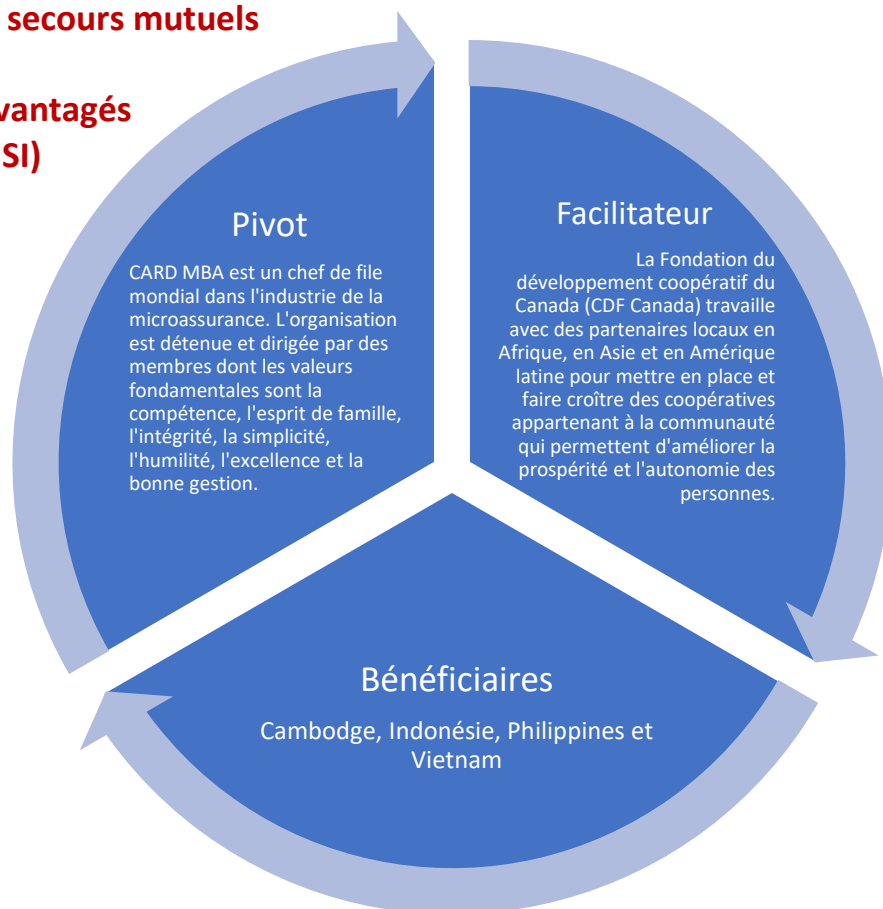 secours mutuels
vantagés
SI)
Pivot
CARD MBA est un chef de file
mondial dans l'industrie de la
microassurance. L'organisation
est détenue et dirigée par des
membres dont les valeurs
fondamentales sont la
compétence, l'esprit de famille,
l'intégrité, la simplicité,
l'humilité, l'excellence et la
bonne gestion.
Facilitateur
La Fondation du
développement coopératif du
Canada (CDF Canada) travaille
avec des partenaires locaux en
Afrique, en Asie et en Amérique
latine pour mettre en place et
faire croître des coopératives
appartenant à la communauté
qui permettent d'améliorer la
prospérité et l'autonomie des
personnes.
Bénéficiaires
Cambodge, Indonésie, Philippines et
Vietnam